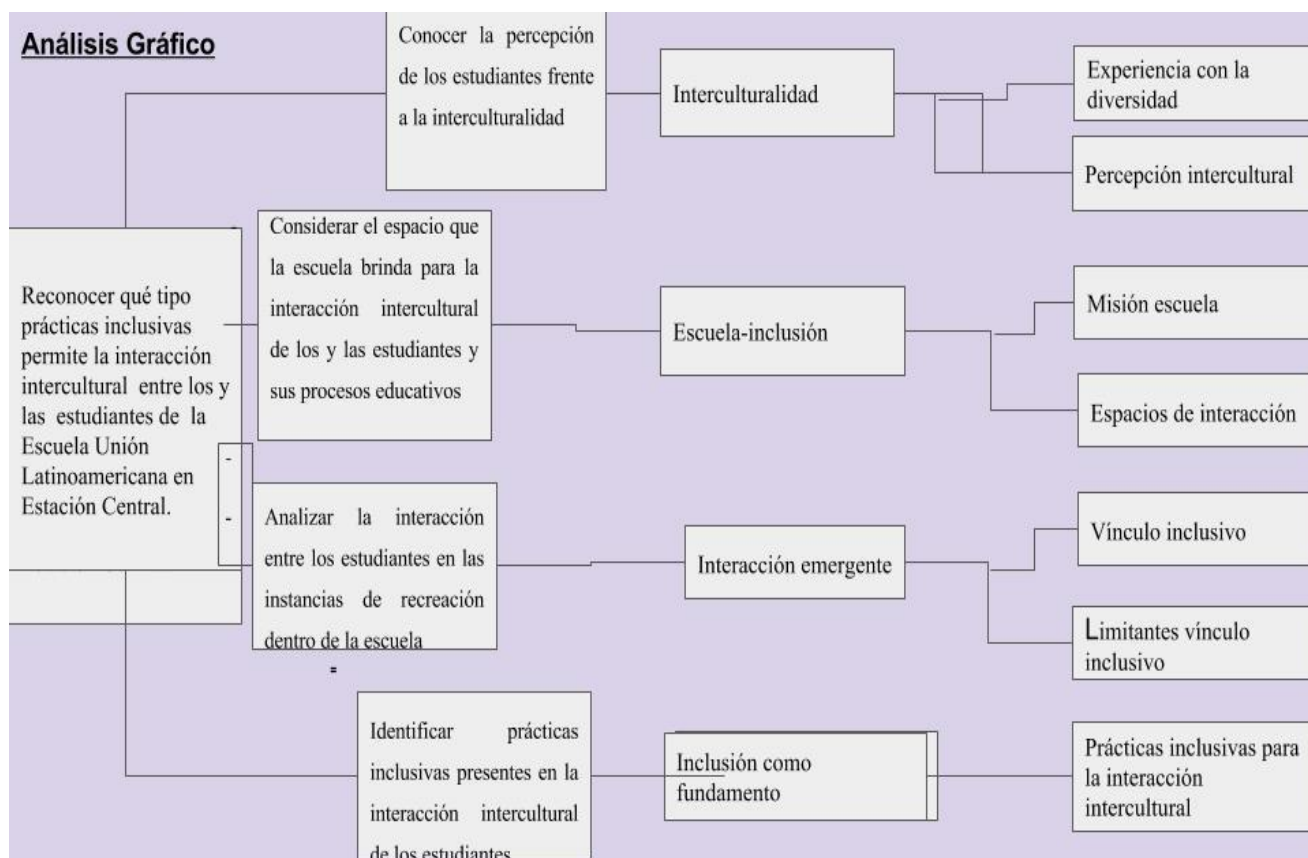 Análisis Gráfico
Conocer la percepción
de los estudiantes frente
a la interculturalidad
Interculturalidad
Experiencia con la
diversidad
Percepción intercultural
Reconocer qué tipo
prácticas inclusivas
permite la interacción
intercultural entre los y
las estudiantes de la
Escuela Unión
Latinoamericana en
Estación Central.
Considerar el espacio que
la escuela brinda para la
interacción intercultural
de los y las estudiantes y
sus procesos educativos
Escuela-inclusión
Misión escuela
Espacios de interacción
Analizar la interacción
entre los estudiantes en las
instancias de recreación
dentro de la escuela
Interacción emergente
Vínculo inclusivo
Limitantes vínculo
inclusivo
Identificar prácticas
inclusivas presentes en la
interacción intercultural
de los estudiantes
Inclusión como
fundamento
Prácticas inclusivas para
la interacción
intercultural